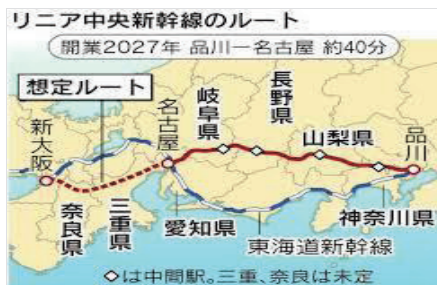 リニア中央新幹線のルート
開業2027年 品川ー名古屋 約40分
想定ルート
新大阪
奈良県
三重県
名古屋
愛知県
岐阜県
長野県
山梨県
神奈川県
品川
東海道新幹線
◇は中間駅。三重、奈良は未定